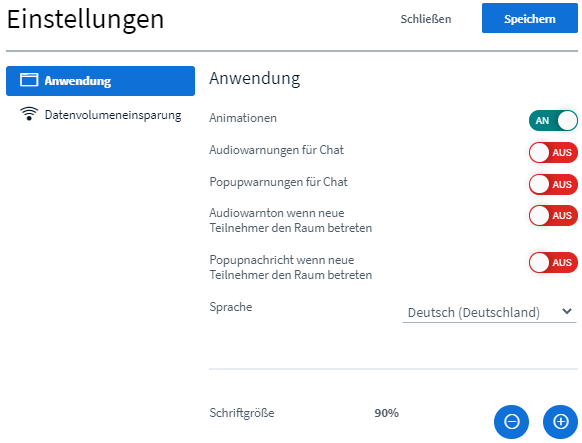 Einstellungen
Schließen
Speichern
Anwendung
Datenvolumeneinsparung
Anwendung
Animationen
AN
Audiowarnungen für Chat
AUS
Popupwarnungen für Chat
AUS
Audiowarnton wenn neue
Teilnehmer den Raum betreten
AUS
Popupnachricht wenn neue
Teilnehmer den Raum betreten
AUS
Sprache
Deutsch (Deutschland)
Schriftgröße
90%